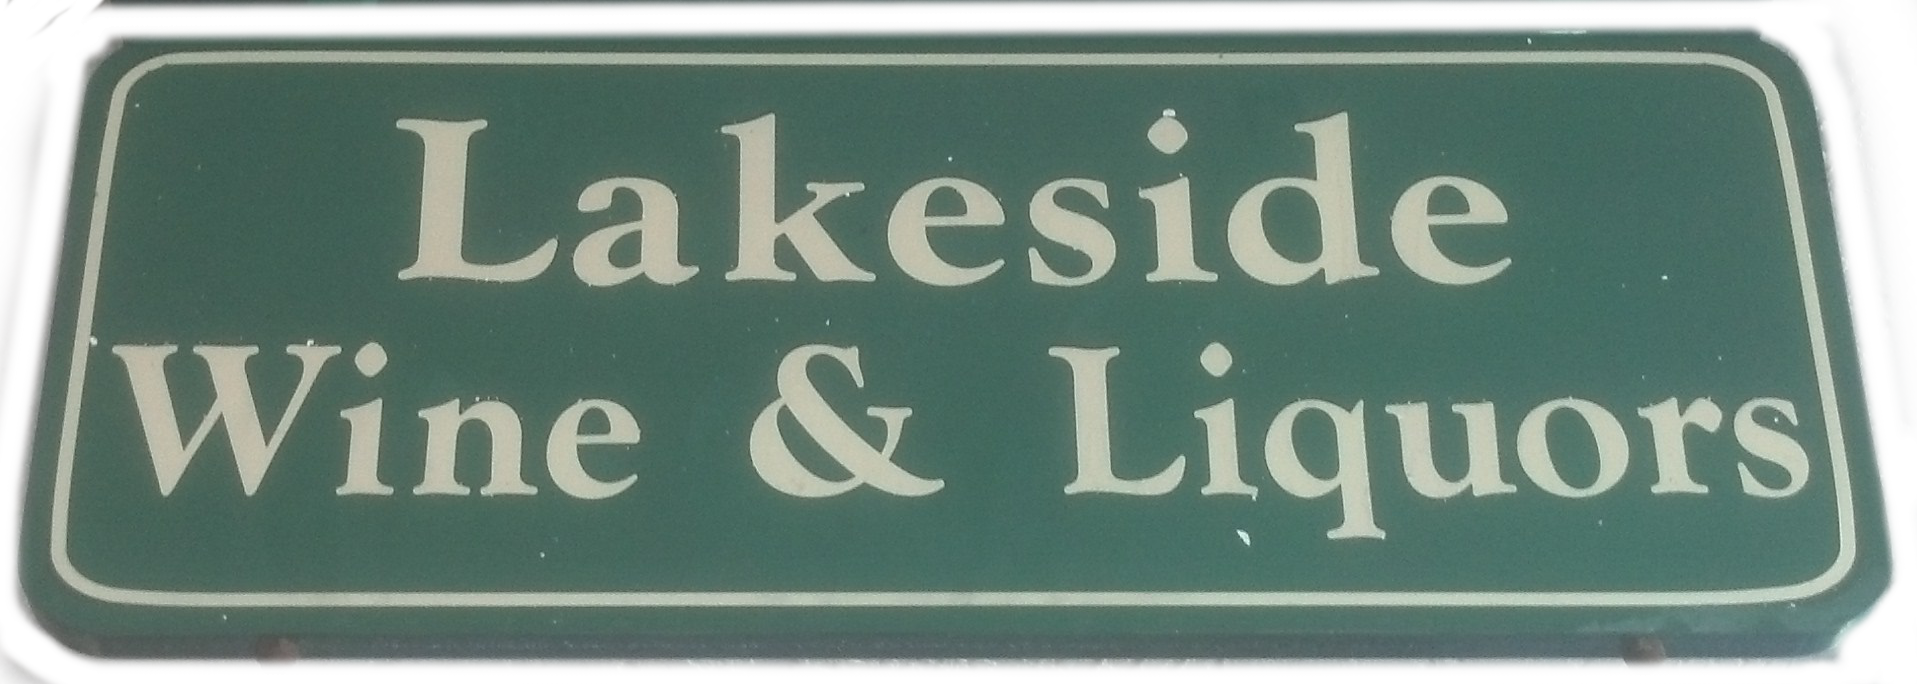 Lakeside
Wine & Liquors